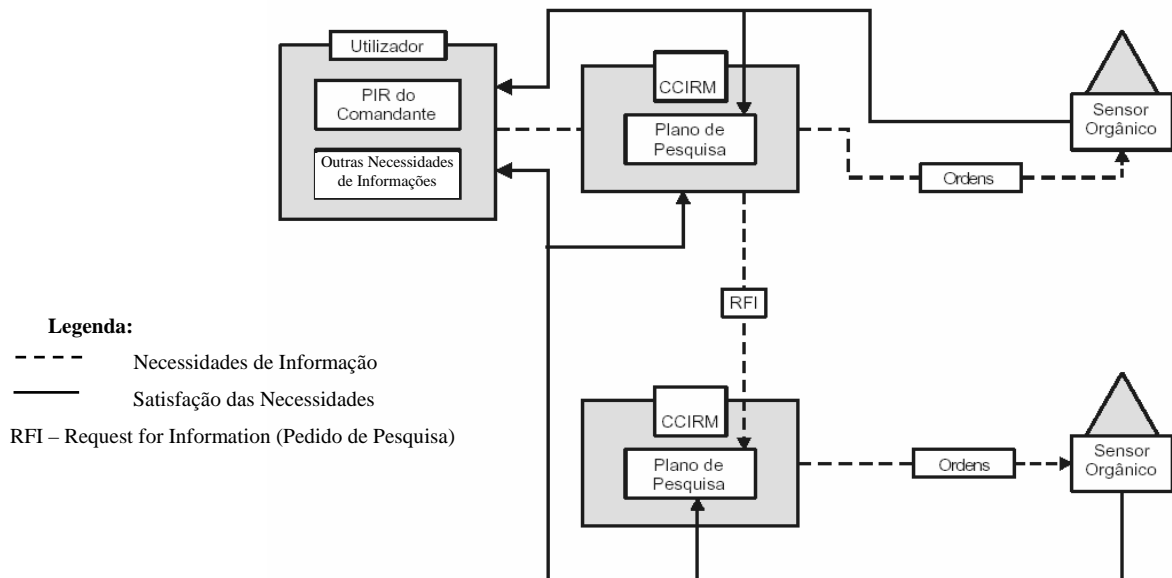 Utilizador
PIR do
Comandante
Outras Necessidades
de Informações
CCIRM
Plano de
Pesquisa
Ordens
Sensor
Orgânico
RFI
Legenda:
Necessidades de Informação
Satisfação das Necessidades
RFI – Request for Information (Pedido de Pesquisa)
CCIRM
Plano de
Pesquisa
Ordens
Sensor
Orgânico